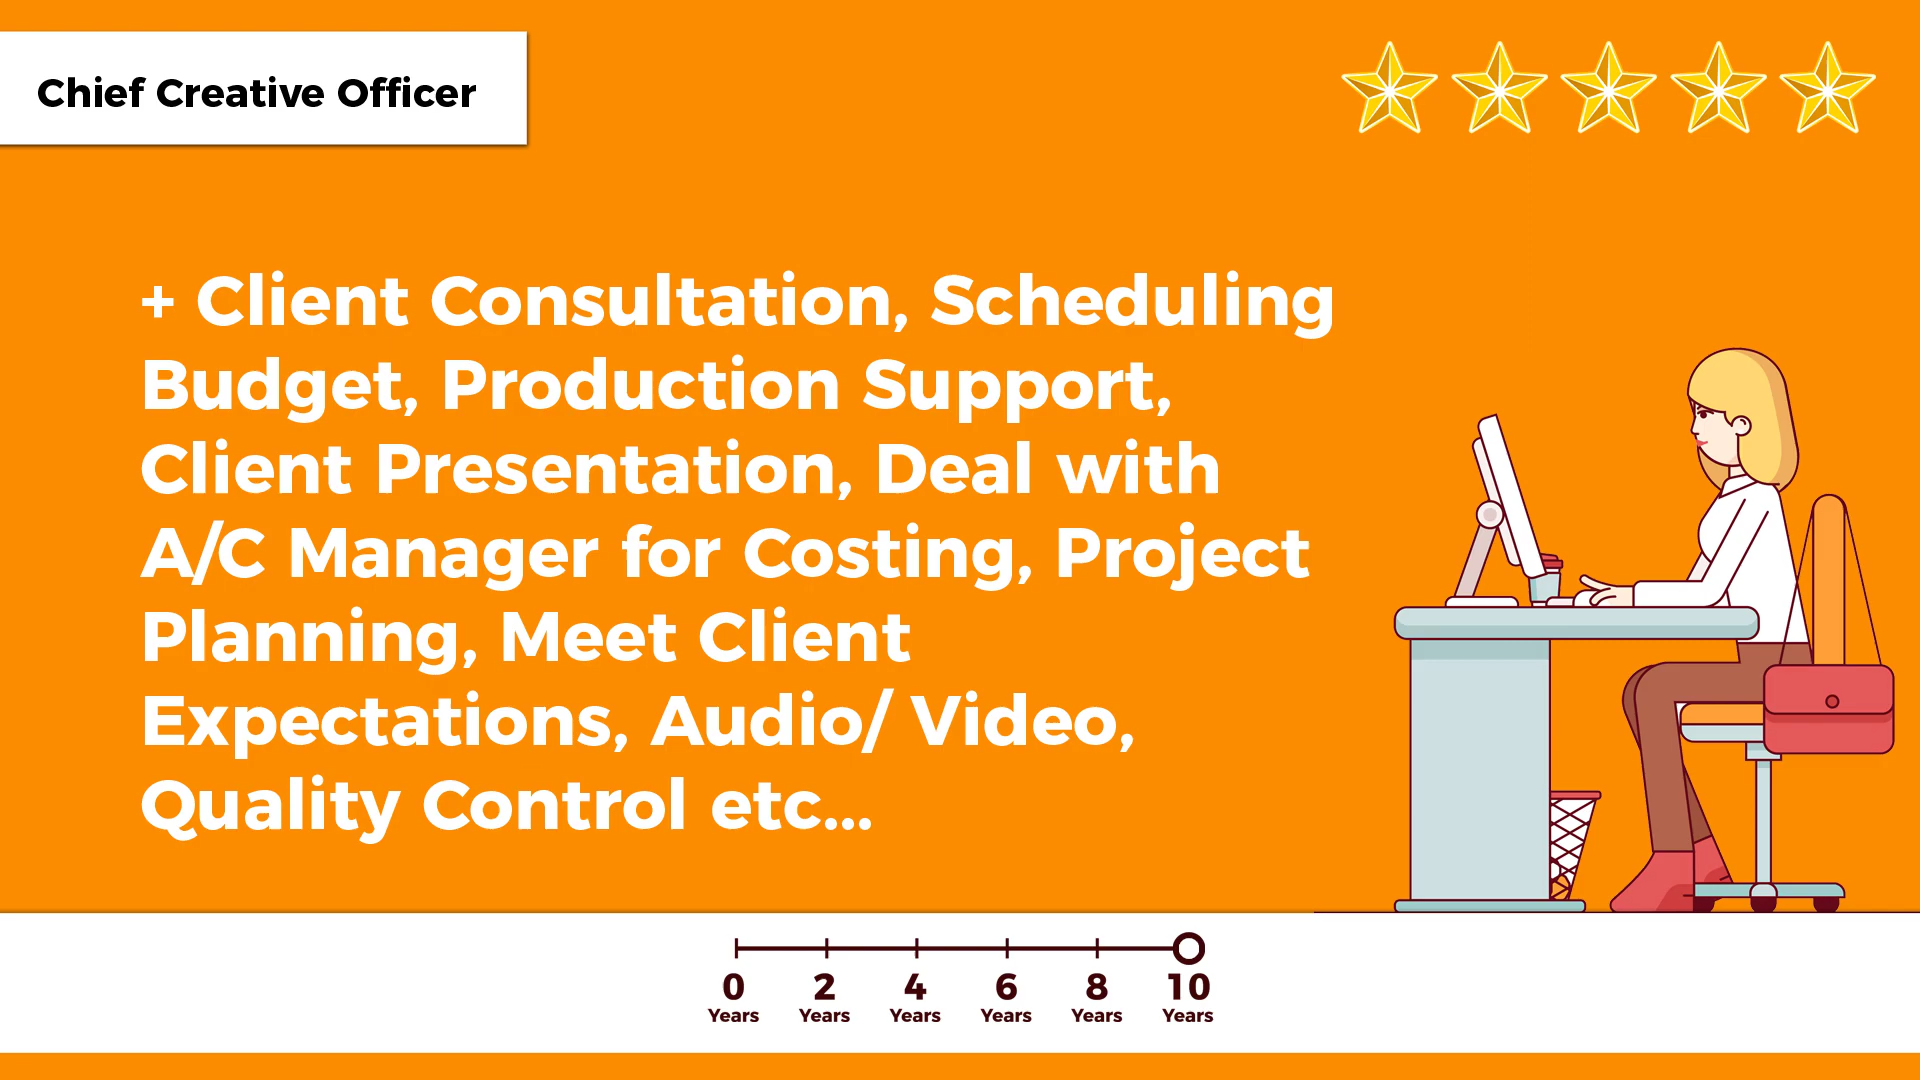 Chief Creative Officer
+ Client Consultation, Scheduling
Budget, Production Support,
Client Presentation, Deal with
A/C Manager for Costing, Project
Planning, Meet Client
Expectations, Audio/ Video,
Quality Control etc...
0 2 4 6 8 10
Years Years Years Years Years Years